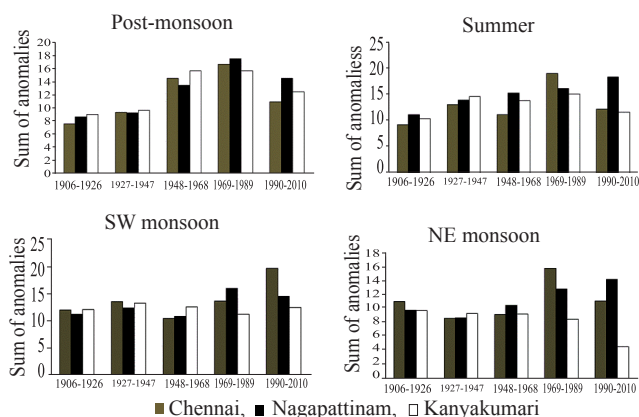 Post-monsoon
Sum of anomalies
20
18
16
14
12
10
8
6
4
2
0
1906-1926 1927-1947 1948-1968 1969-1989 1990-2010
Summer
Sum of anomaliess
25
20
15
10
5
0
1906-1926 1927-1947 1948-1968 1969-1989 1990-2010
SW monsoon
Sum of anomalies
25
20
15
10
5
0
1906-1926 1927-1947 1948-1968 1969-1989 1990-2010
NE monsoon
Sum of anomalies
18
16
14
12
10
8
6
4
2
0
1906-1926 1927-1947 1948-1968 1969-1989 1990-2010
Chennai, Nagapattinam, Kanyakumari